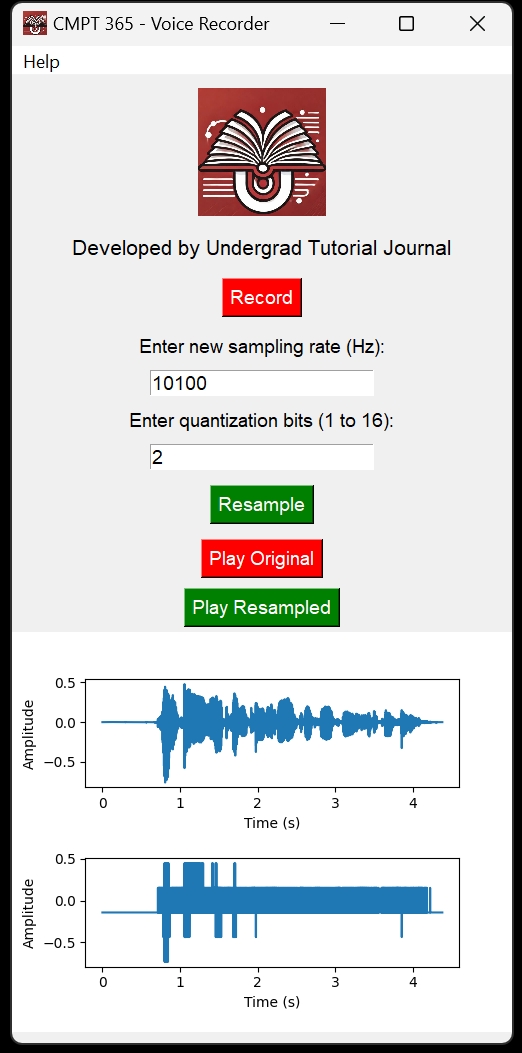 CMPT 365 - Voice Recorder
Help
Developed by Undergrad Tutorial Journal
Record
Enter new sampling rate (Hz):
10100
Enter quantization bits (1 to 16):
2
Resample
Play Original
Play Resampled
0.5
0.0
−0.5
Amplitude
0 1 2 3 4
Time (s)
0.5
0.0
−0.5
Amplitude
0 1 2 3 4
Time (s)